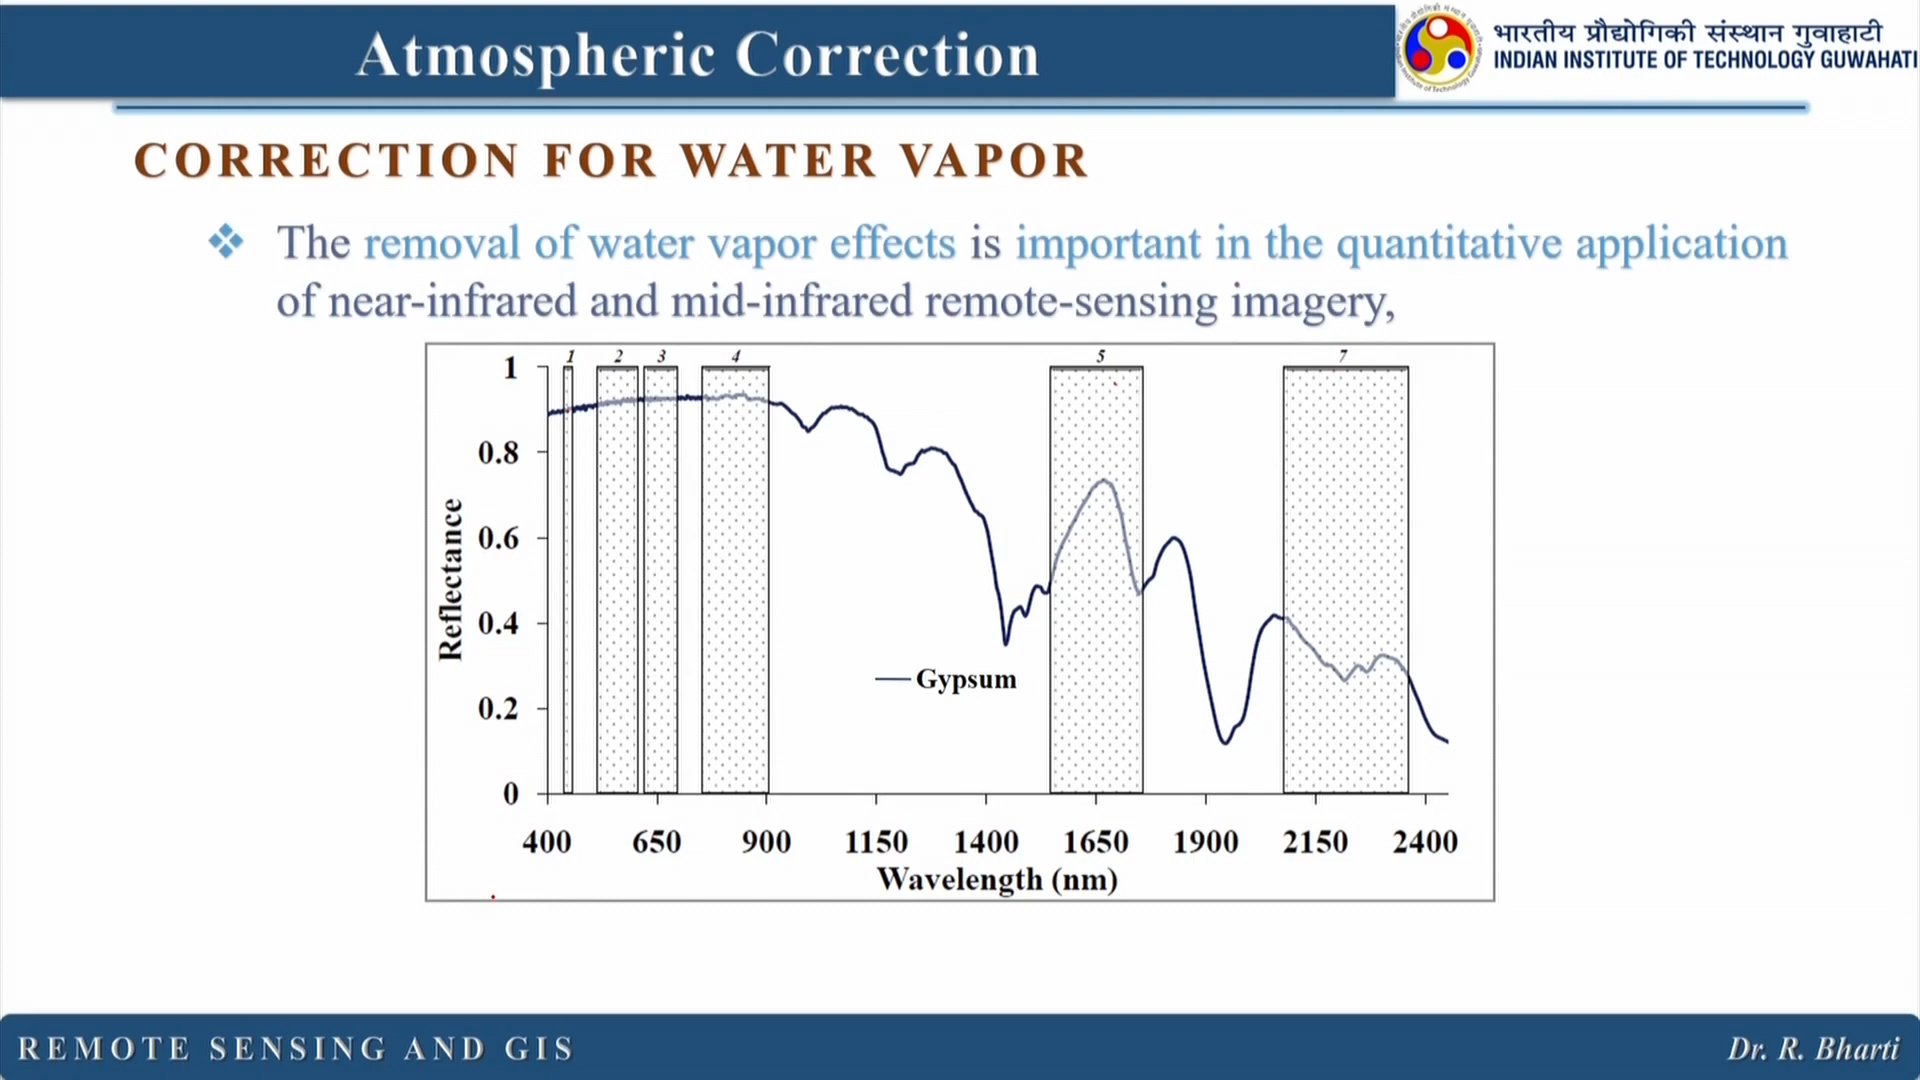 Atmospheric Correction
भारतीय प्रौद्योगिकी संस्थान गुवाहाटी
INDIAN INSTITUTE OF TECHNOLOGY GUWAHATI
CORRECTION FOR WATER VAPOR
The removal of water vapor effects is important in the quantitative application
of near-infrared and mid-infrared remote-sensing imagery,
1 2 3 4 5 7
1
0.8
0.6
0.4
0.2
0
Reflectance
Gypsum
400 650 900 1150 1400 1650 1900 2150 2400
Wavelength (nm)
REMOTE SENSING AND GIS
Dr. R. Bharti